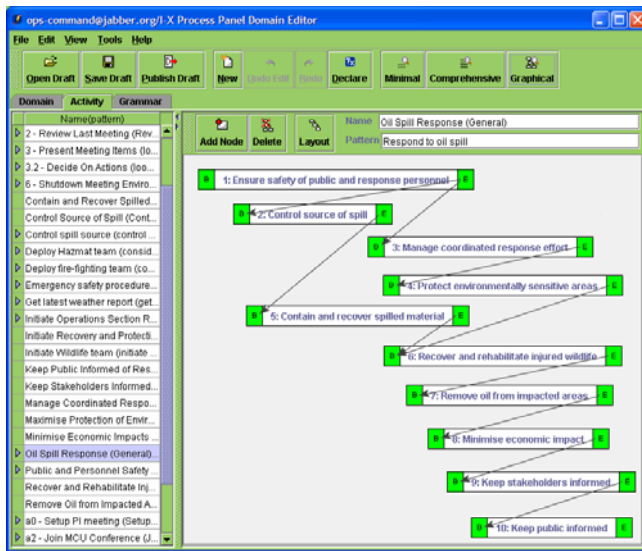 ops-command@jabber.org/I-X Process Panel Domain Editor
File Edit View Tools Help
Open Draft Save Draft Publish Draft New Undo Edit Redo Declare Minimal Comprehensive Graphical
Domain Activity Grammar
Name(pattern)
2 - Review Last Meeting (Rev...
3 - Present Meeting Items (lo...
3.2 - Decide On Actions (loo...
6 - Shutdown Meeting Enviro...
Contain and Recover Spilled...
Control Source of Spill (Cont...
Control spill source (control ...
Deploy Hazmat team (consid...
Deploy fire-fighting team (co...
Emergency safety procedure...
Get latest weather report (get...
Initiate Operations Section R...
Initiate Recovery and Protecti...
Initiate Wildlife team (initiate ...
Keep Public Informed of Res...
Keep Stakeholders Informed...
Manage Coordinated Respo...
Maximise Protection of Envir...
Minimise Economic Impacts ...
Oil Spill Response (General)...
Public and Personnel Safety ...
Recover and Rehabilitate Inj...
Remove Oil from Impacted A...
a0 - Setup PI meeting (Setup...
a2 - Join MCU Conference (J...
Add Node Delete Layout
Name Oil Spill Response (General)
Pattern Respond to oil spill
B 1: Ensure safety of public and response personnel E
B 2: Control source of spill E
B 3: Manage coordinated response effort E
B 4: Protect environmentally sensitive areas E
B 5: Contain and recover spilled material E
B 6: Recover and rehabilitate injured wildlife E
B 7: Remove oil from impacted areas E
B 8: Minimise economic impact E
B 9: Keep stakeholders informed E
B 10: Keep public informed E